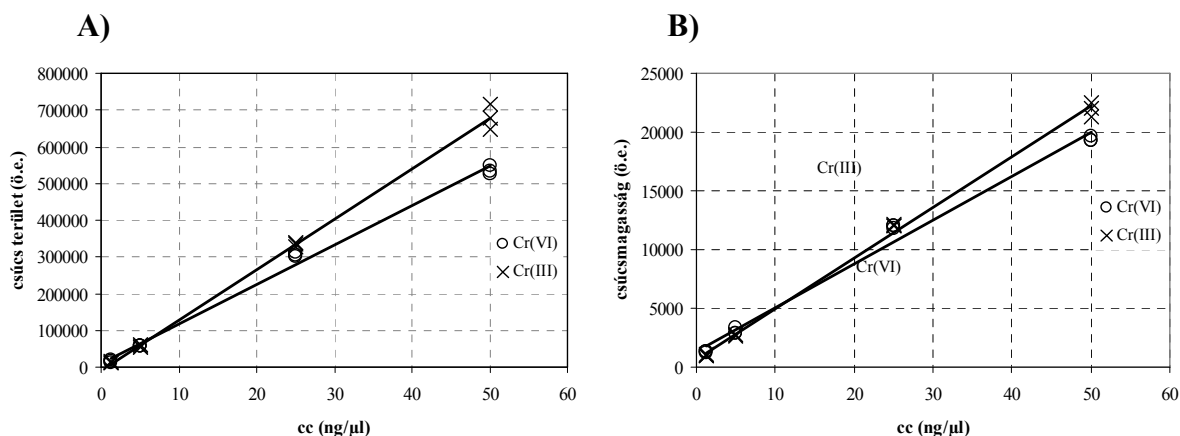 A)
800000
700000
600000
500000
400000
300000
200000
100000
0
0 10 20 30 40 50 60
csúcs terület (ö.e.)
cc (ng/µl)
Cr(VI)
Cr(III)
B)
25000
20000
15000
10000
5000
0
0 10 20 30 40 50 60
csúcsmagasság (ö.e.)
cc (ng/µl)
Cr(III)
Cr(VI)
Cr(VI)
Cr(III)